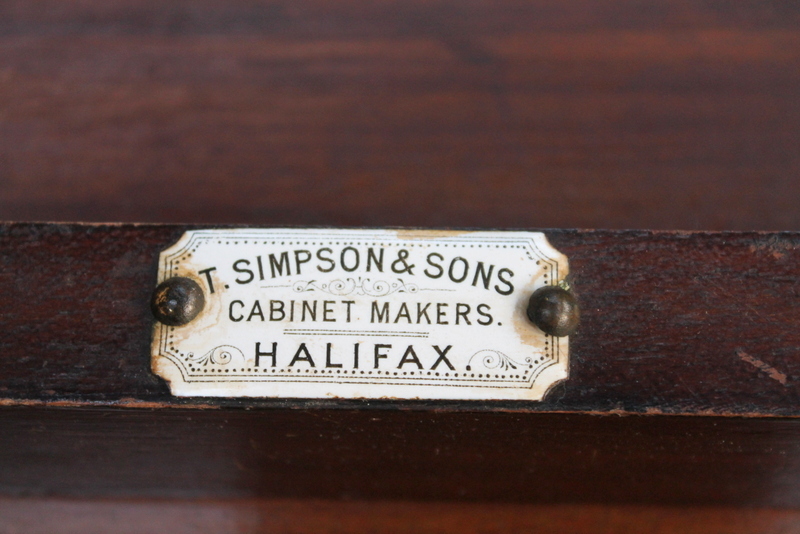 T. SIMPSON & SONS
CABINET MAKERS.
HALIFAX.